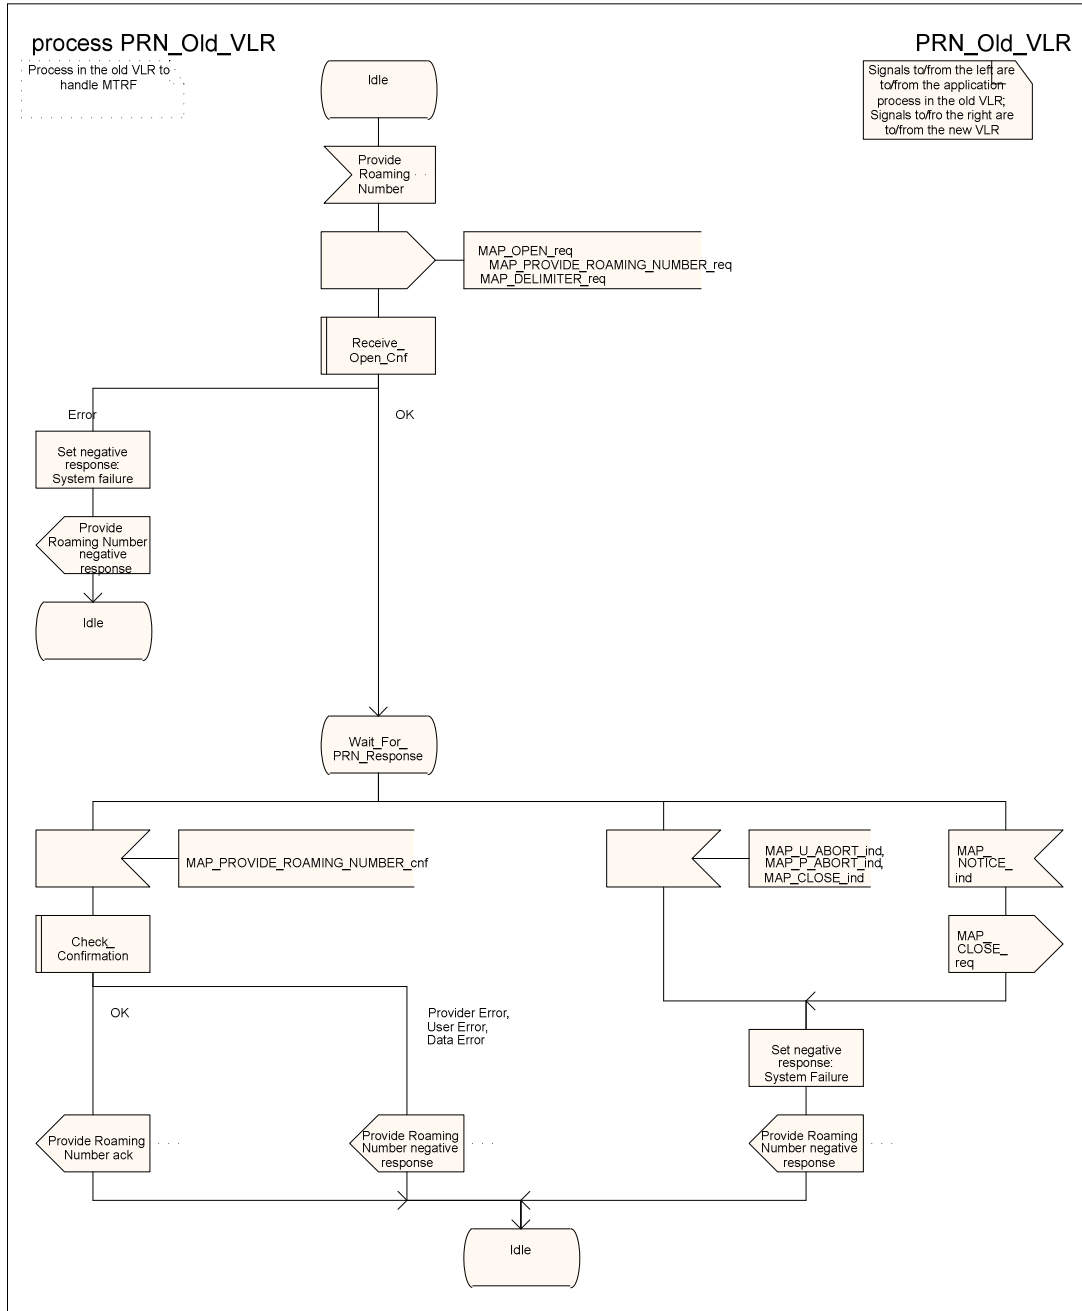 process PRN_Old_VLR
PRN_Old_VLR
Process in the old VLR to
handle MTRF
Signals to/from the left are
to/from the application
process in the old VLR;
Signals to/fro the right are
to/from the new VLR
Idle
Provide
Roaming
Number
MAP_OPEN_req
MAP_PROVIDE_ROAMING_NUMBER_req
MAP_DELIMITER_req
Receive_
Open_Cnf
Error
OK
Set negative
response:
System failure
Provide
Roaming Number
negative
response
Idle
Wait_For_
PRN_Response
MAP_PROVIDE_ROAMING_NUMBER_cnf
MAP_U_ABORT_ind,
MAP_P_ABORT_ind,
MAP_CLOSE_ind
MAP_
NOTICE_
ind
Check_
Confirmation
MAP_
CLOSE_
req
OK
Provider Error,
User Error,
Data Error
Set negative
response:
System Failure
Provide Roaming
Number ack
Provide Roaming
Number negative
response
Provide Roaming
Number negative
response
Idle